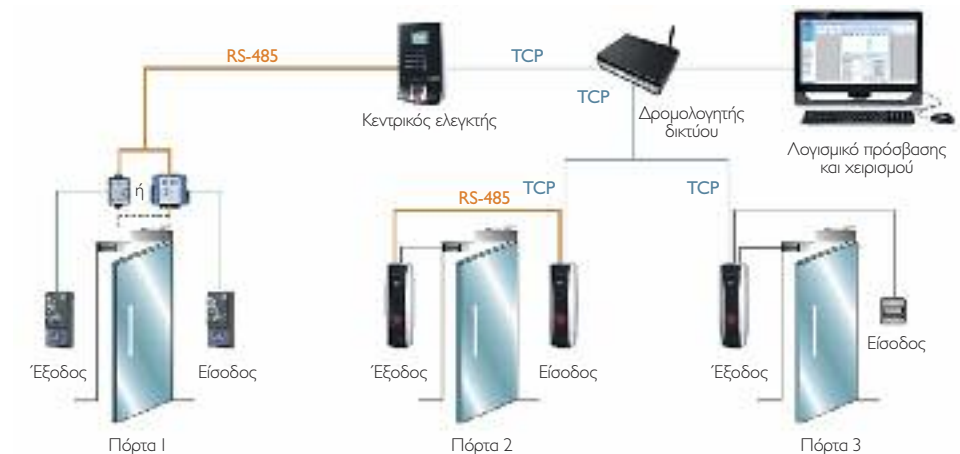 RS-485
TCP
TCP
Κεντρικός ελεγκτής
Δρομολογητής
δικτύου
Λογισμικό πρόσβασης
και χειρισμού
ή
TCP
TCP
RS-485
Έξοδος
Είσοδος
Έξοδος
Είσοδος
Έξοδος
Είσοδος
Πόρτα 1
Πόρτα 2
Πόρτα 3